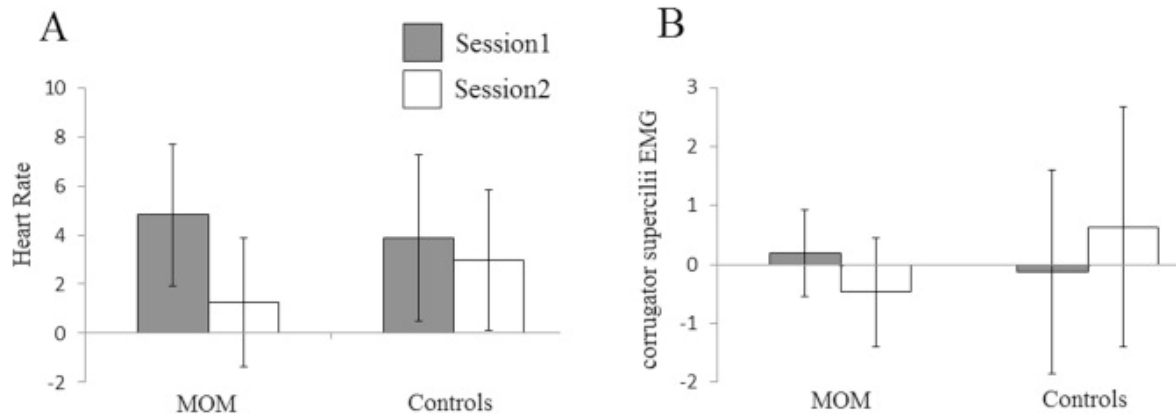 A
Session1
Session2
Heart Rate
10
8
6
4
2
0
-2
MOM
Controls
B
corrugator supercilii EMG
3
2
1
0
-1
-2
MOM
Controls